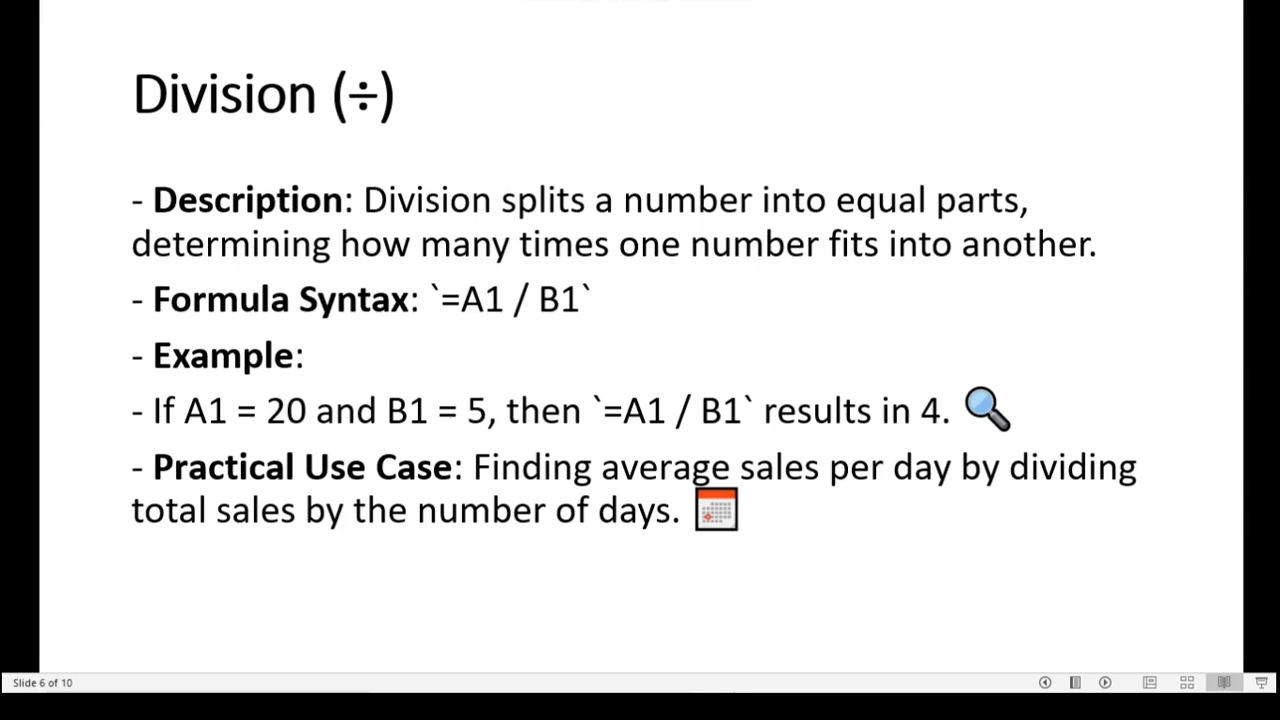 Division (÷)
- Description: Division splits a number into equal parts,
determining how many times one number fits into another.
- Formula Syntax: `=A1 / B1`
- Example:
- If A1 = 20 and B1 = 5, then `=A1 / B1` results in 4.
- Practical Use Case: Finding average sales per day by dividing
total sales by the number of days.
Slide 6 of 10